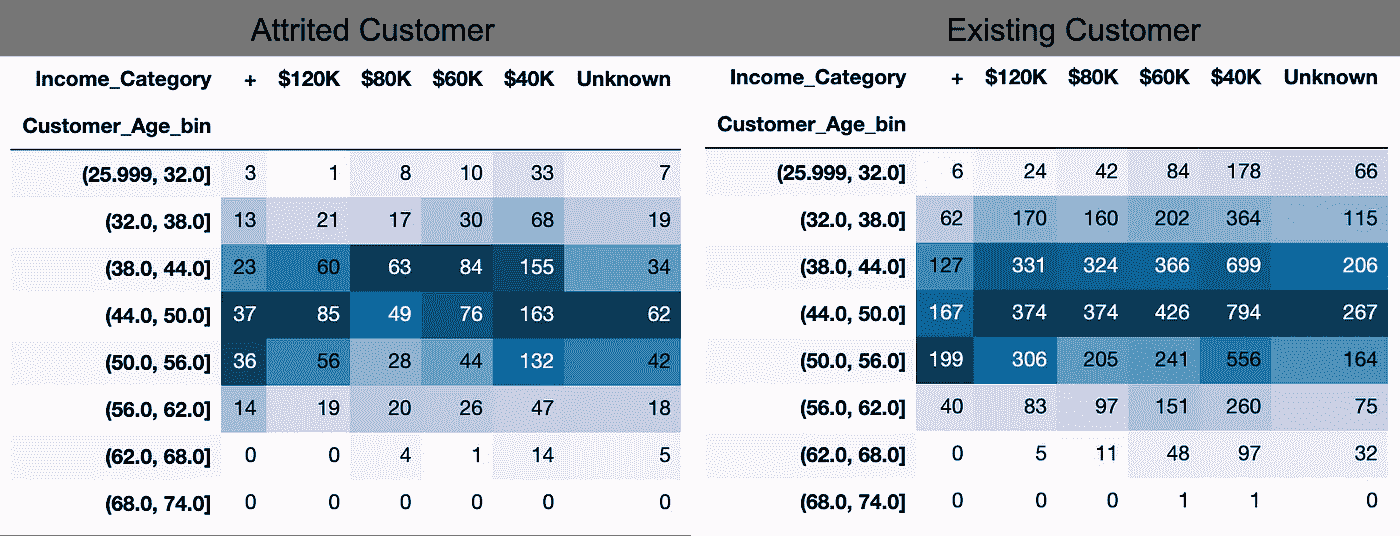 Attrited Customer
Income_Category + $120K $80K $60K $40K Unknown
Customer_Age_bin
(25.999, 32.0] 3 1 8 10 33 7
(32.0, 38.0] 13 21 17 30 68 19
(38.0, 44.0] 23 60 63 84 155 34
(44.0, 50.0] 37 85 49 76 163 62
(50.0, 56.0] 36 56 28 44 132 42
(56.0, 62.0] 14 19 20 26 47 18
(62.0, 68.0] 0 0 4 1 14 5
(68.0, 74.0] 0 0 0 0 0 0
Existing Customer
Income_Category + $120K $80K $60K $40K Unknown
Customer_Age_bin
(25.999, 32.0] 6 24 42 84 178 66
(32.0, 38.0] 62 170 160 202 364 115
(38.0, 44.0] 127 331 324 366 699 206
(44.0, 50.0] 167 374 374 426 794 267
(50.0, 56.0] 199 306 205 241 556 164
(56.0, 62.0] 40 83 97 151 260 75
(62.0, 68.0] 0 5 11 48 97 32
(68.0, 74.0] 0 0 0 1 1 0